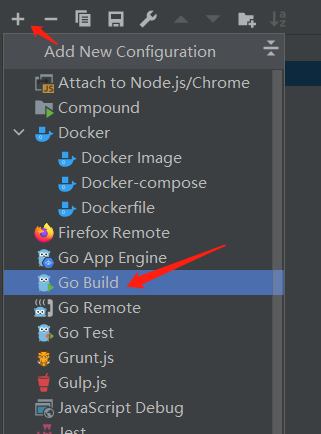 Add New Configuration
Attach to Node.js/Chrome
Compound
Docker
Docker Image
Docker-compose
Dockerfile
Firefox Remote
Go App Engine
Go Build
Go Remote
Go Test
Grunt.js
Gulp.js
JavaScript Debug
Jest